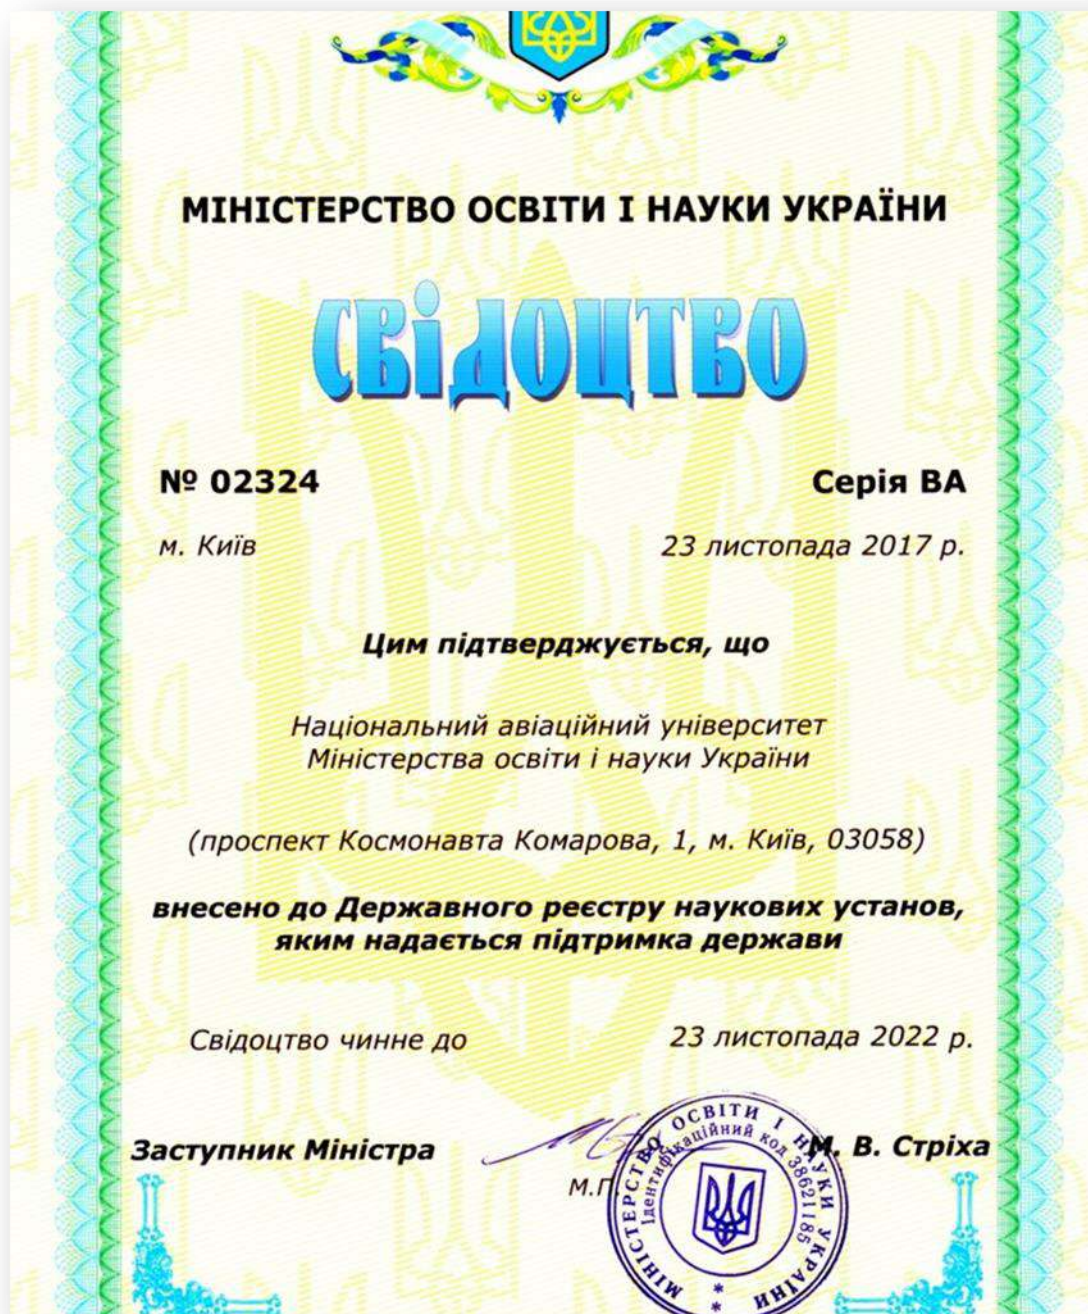 МІНІСТЕРСТВО ОСВІТИ І НАУКИ УКРАЇНИ
СВІДОЦТВО
№ 02324 Серія ВА
м. Київ 23 листопада 2017 р.
Цим підтверджується, що
Національний авіаційний університет
Міністерства освіти і науки України
(проспект Космонавта Комарова, 1, м. Київ, 03058)
внесено до Державного реєстру наукових установ,
яким надається підтримка держави
Свідоцтво чинне до 23 листопада 2022 р.
Заступник Міністра М. В. Стріха
М.П
МІНІСТЕРСТВО ОСВІТИ І НАУКИ УКРАЇНИ * *
Ідентифікаційний код 38621185